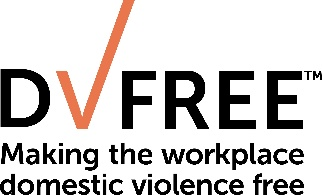 DVFREE™
Making the workplace
domestic violence free